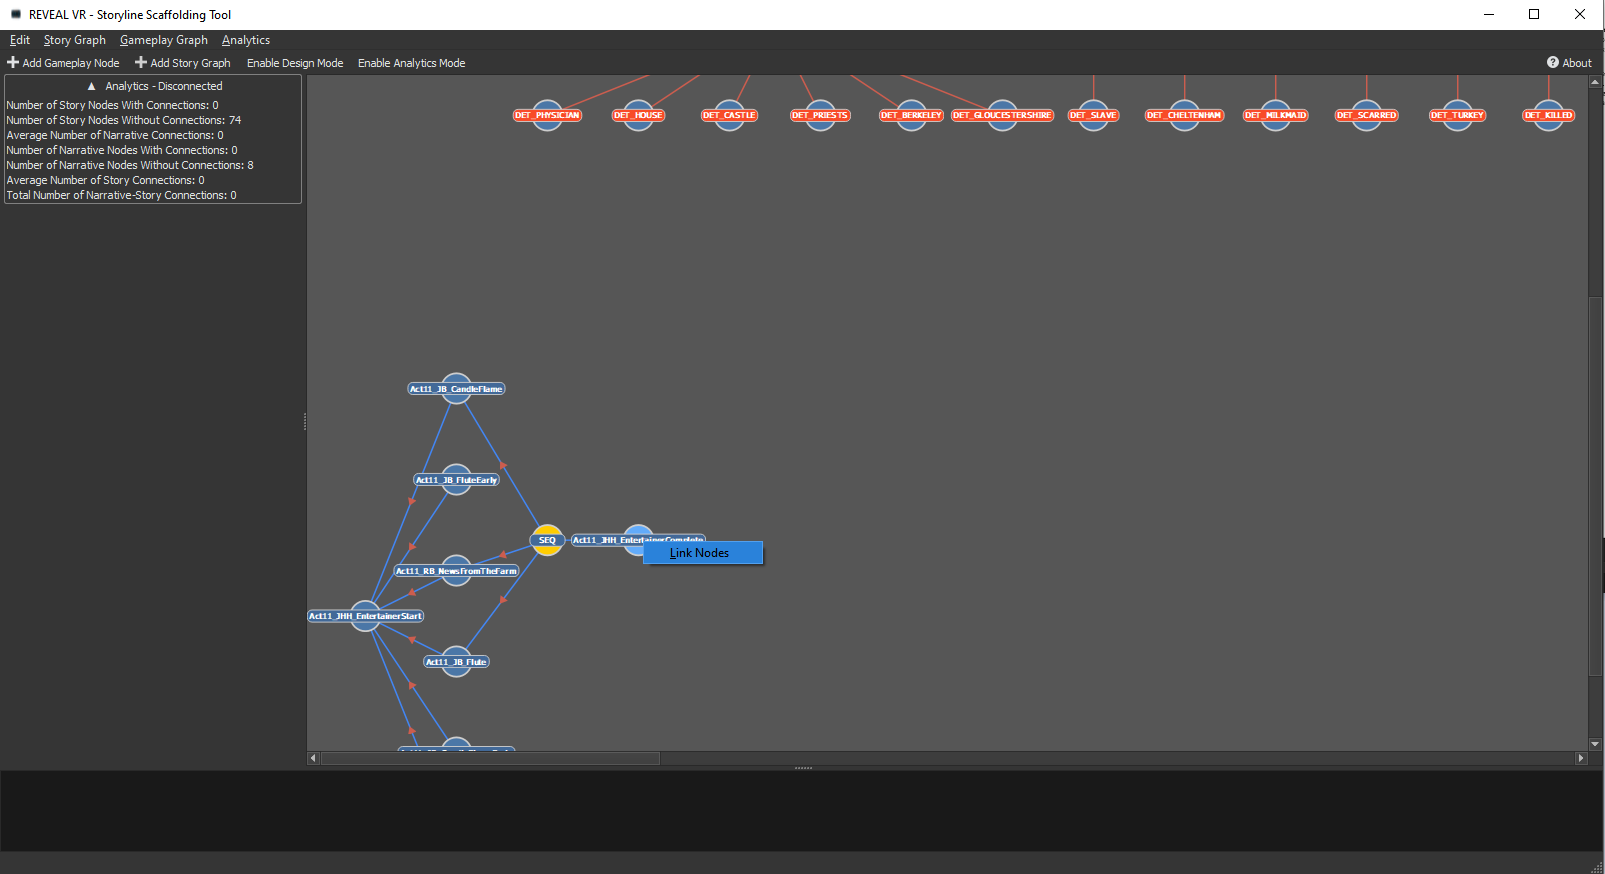 REVEAL VR - Storyline Scaffolding Tool
Edit Story Graph Gameplay Graph Analytics
Add Gameplay Node Add Story Graph Enable Design Mode Enable Analytics Mode About
Analytics - Disconnected
Number of Story Nodes With Connections: 0
Number of Story Nodes Without Connections: 74
Average Number of Narrative Connections: 0
Number of Narrative Nodes With Connections: 0
Number of Narrative Nodes Without Connections: 8
Average Number of Story Connections: 0
Total Number of Narrative-Story Connections: 0
DET_PHYSICIAN DET_HOUSE DET_CASTLE DET_PRIESTS DET_BERKELEY DET_GLOUCESTERSHIRE DET_SLAVE DET_CHELTENHAM DET_MILKMAID DET_SCARRED DET_TURKEY DET_KILLED
Act11_JB_CandleFlame
Act11_JB_FluteEarly
SEQ Act11_JHH_EntertainerComplete
Link Nodes
Act11_RB_NewsFromTheFarm
Act11_JHH_EntertainerStart
Act11_JB_Flute